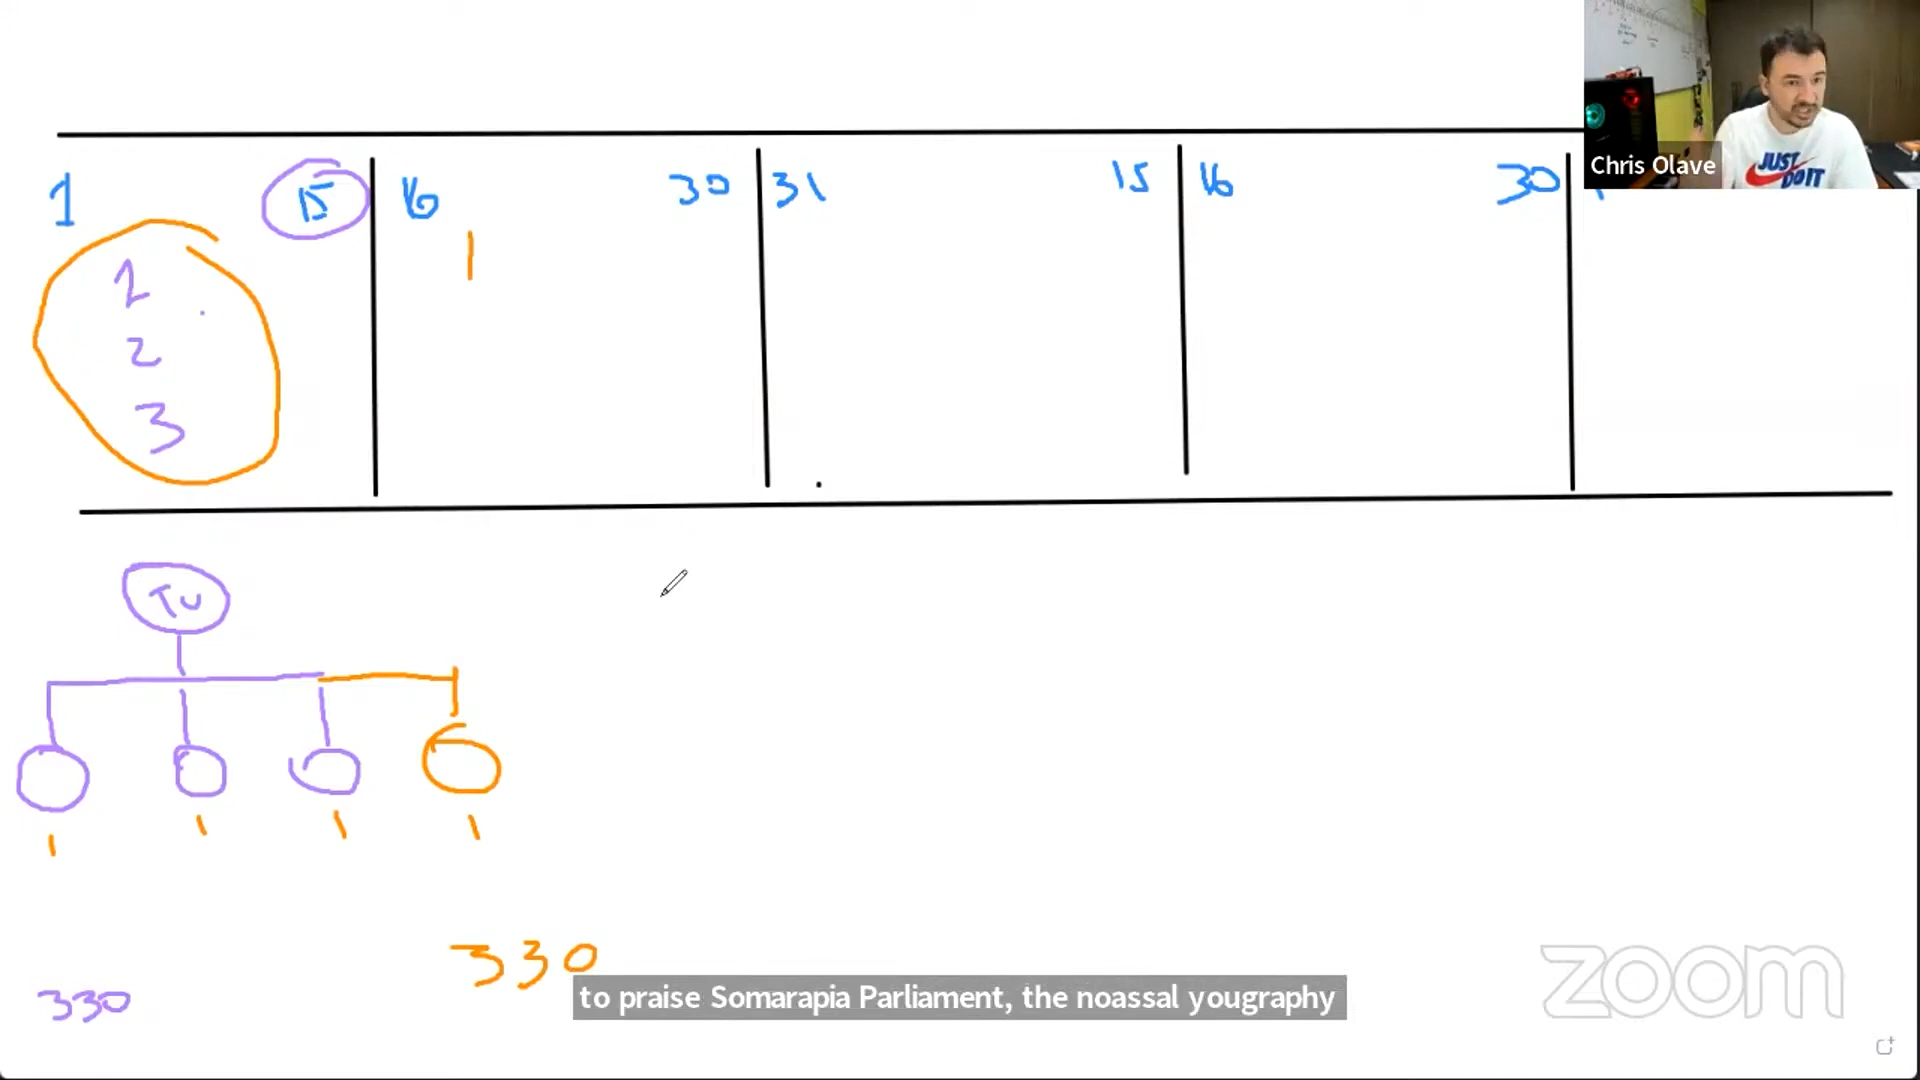 Chris Olave
JUST
DO IT
1 15 16 30 31 15 16 30
1
2
3
1
TU
1 1 1 1
330
330
to praise Somarapia Parliament, the noassal yougraphy
zoom